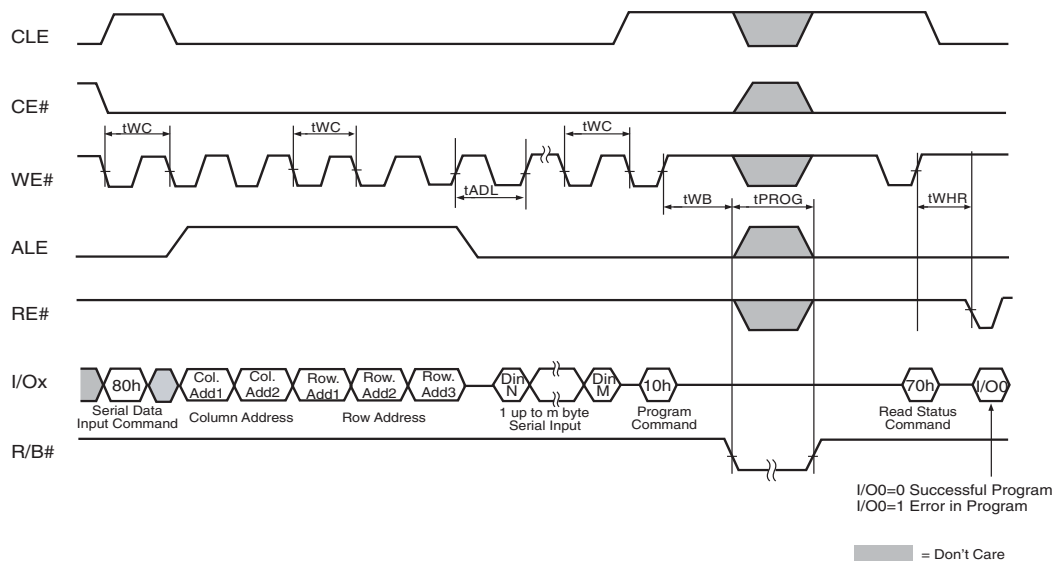 CLE
CE#
tWC tWC tWC
WE#
tADL
tWB tPROG tWHR
ALE
RE#
I/Ox
80h Col. Add1 Col. Add2 Row. Add1 Row. Add2 Row. Add3 Din N Din M 10h 70h I/O0
Serial Data
Input Command
Column Address
Row Address
1 up to m byte
Serial Input
Program
Command
Read Status
Command
R/B#
I/O0=0 Successful Program
I/O0=1 Error in Program
= Don't Care